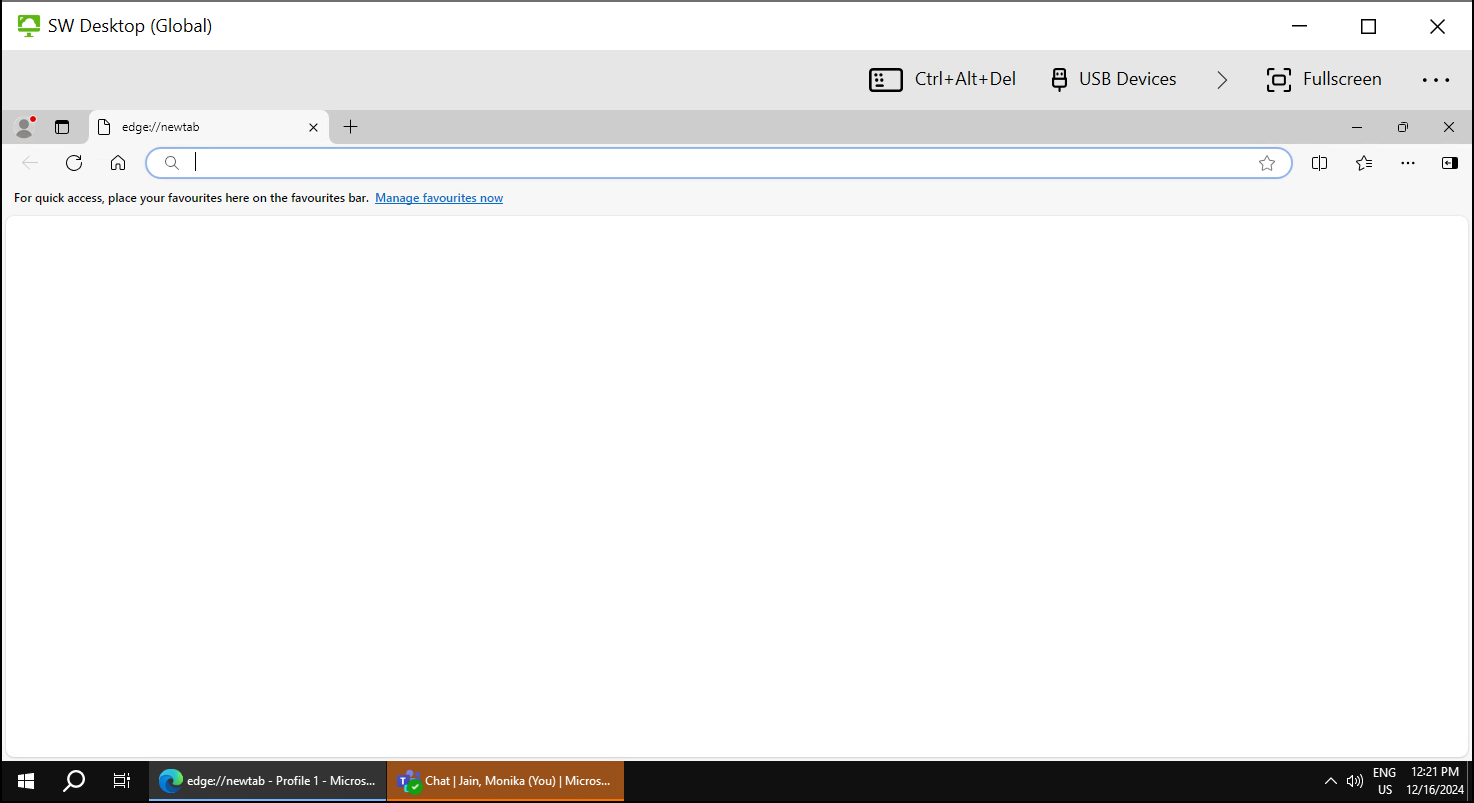 SW Desktop (Global)
Ctrl+Alt+Del USB Devices Fullscreen
edge://newtab
For quick access, place your favourites here on the favourites bar. Manage favourites now
edge://newtab - Profile 1 - Micros... Chat | Jain, Monika (You) | Micros...
ENG 12:21 PM
US 12/16/2024